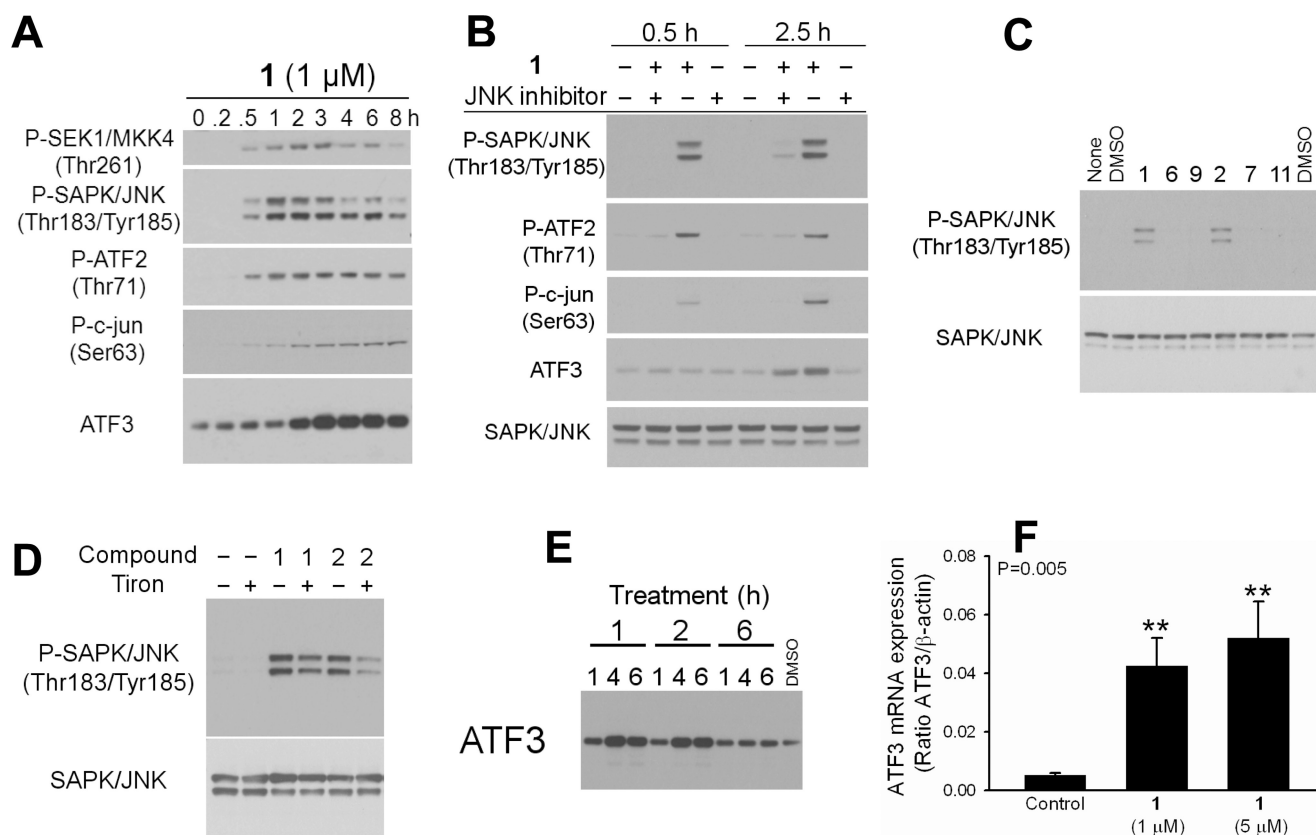 A
1 (1 μM)
0 .2 .5 1 2 3 4 6 8 h
P-SEK1/MKK4
(Thr261)
P-SAPK/JNK
(Thr183/Tyr185)
P-ATF2
(Thr71)
P-c-jun
(Ser63)
ATF3
B
0.5 h 2.5 h
1 – + + – – + + –
JNK inhibitor – + – + – + – +
P-SAPK/JNK
(Thr183/Tyr185)
P-ATF2
(Thr71)
P-c-jun
(Ser63)
ATF3
SAPK/JNK
C
None DMSO 1 6 9 2 7 11 DMSO
P-SAPK/JNK
(Thr183/Tyr185)
SAPK/JNK
D
Compound – – 1 1 2 2
Tiron – + – + – +
P-SAPK/JNK
(Thr183/Tyr185)
SAPK/JNK
E
Treatment (h)
1 2 6
1 4 6 1 4 6 1 4 6 DMSO
ATF3
F
ATF3 mRNA expression
(Ratio ATF3/β-actin)
0.08
0.06
0.04
0.02
0.00
P=0.005
**
**
Control 1 1
(1 μM) (5 μM)